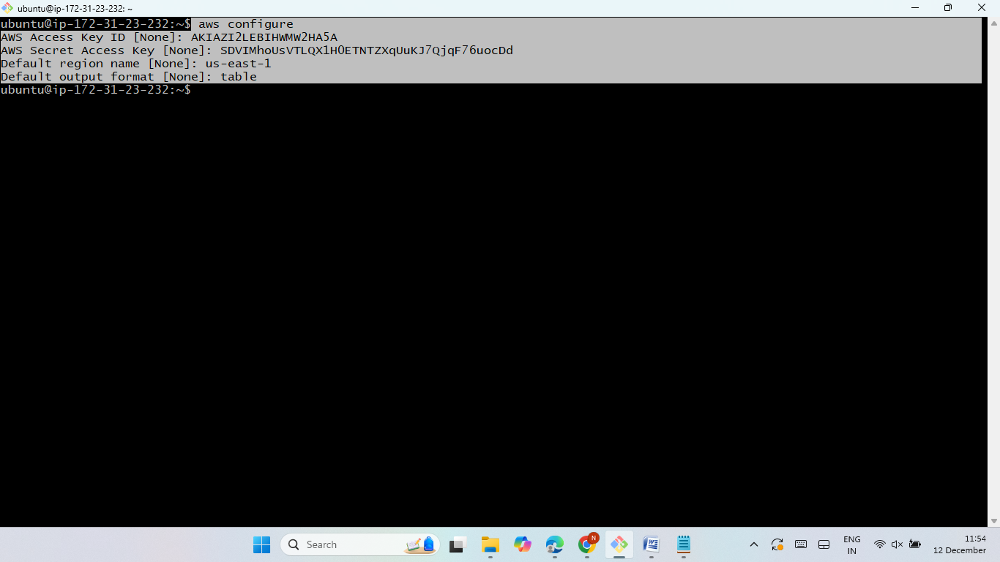 ubuntu@ip-172-31-23-232: ~
ubuntu@ip-172-31-23-232:~$ aws configure
AWS Access Key ID [None]: AKIAZI2LEBIHWMW2HA5A
AWS Secret Access Key [None]: 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
Default region name [None]: us-east-1
Default output format [None]: table
ubuntu@ip-172-31-23-232:~$
Search
N
ENG
IN
11:54
12 December